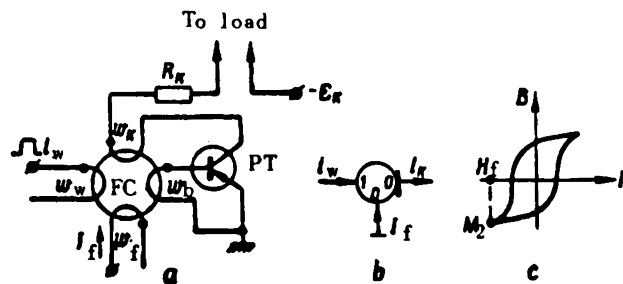 To load
R_K
-E_K
w_K
i_w
PT
FC
w_w
w_b
I_f
w_f
a
i_w
1
0
I_K
0
I_f
b
B
H_f
M_2
c